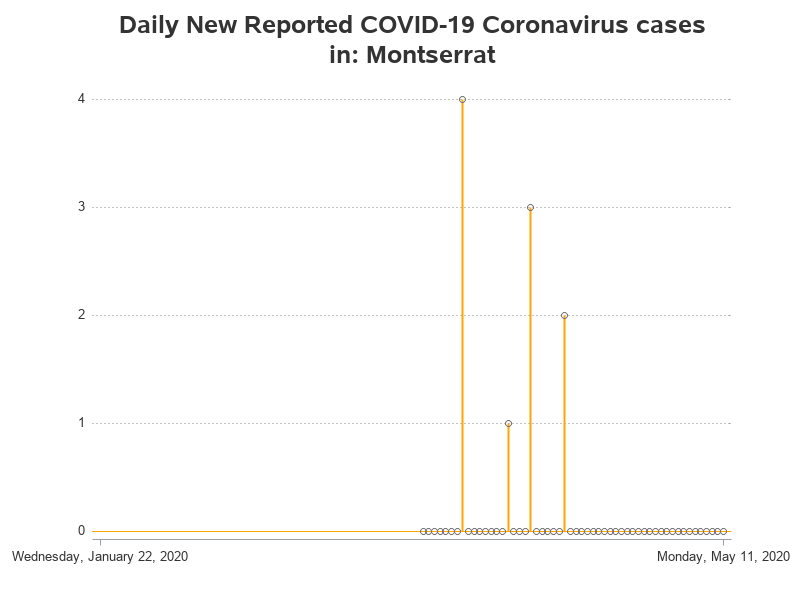 Daily New Reported COVID-19 Coronavirus cases
in: Montserrat
4
3
2
1
0
Wednesday, January 22, 2020 Monday, May 11, 2020